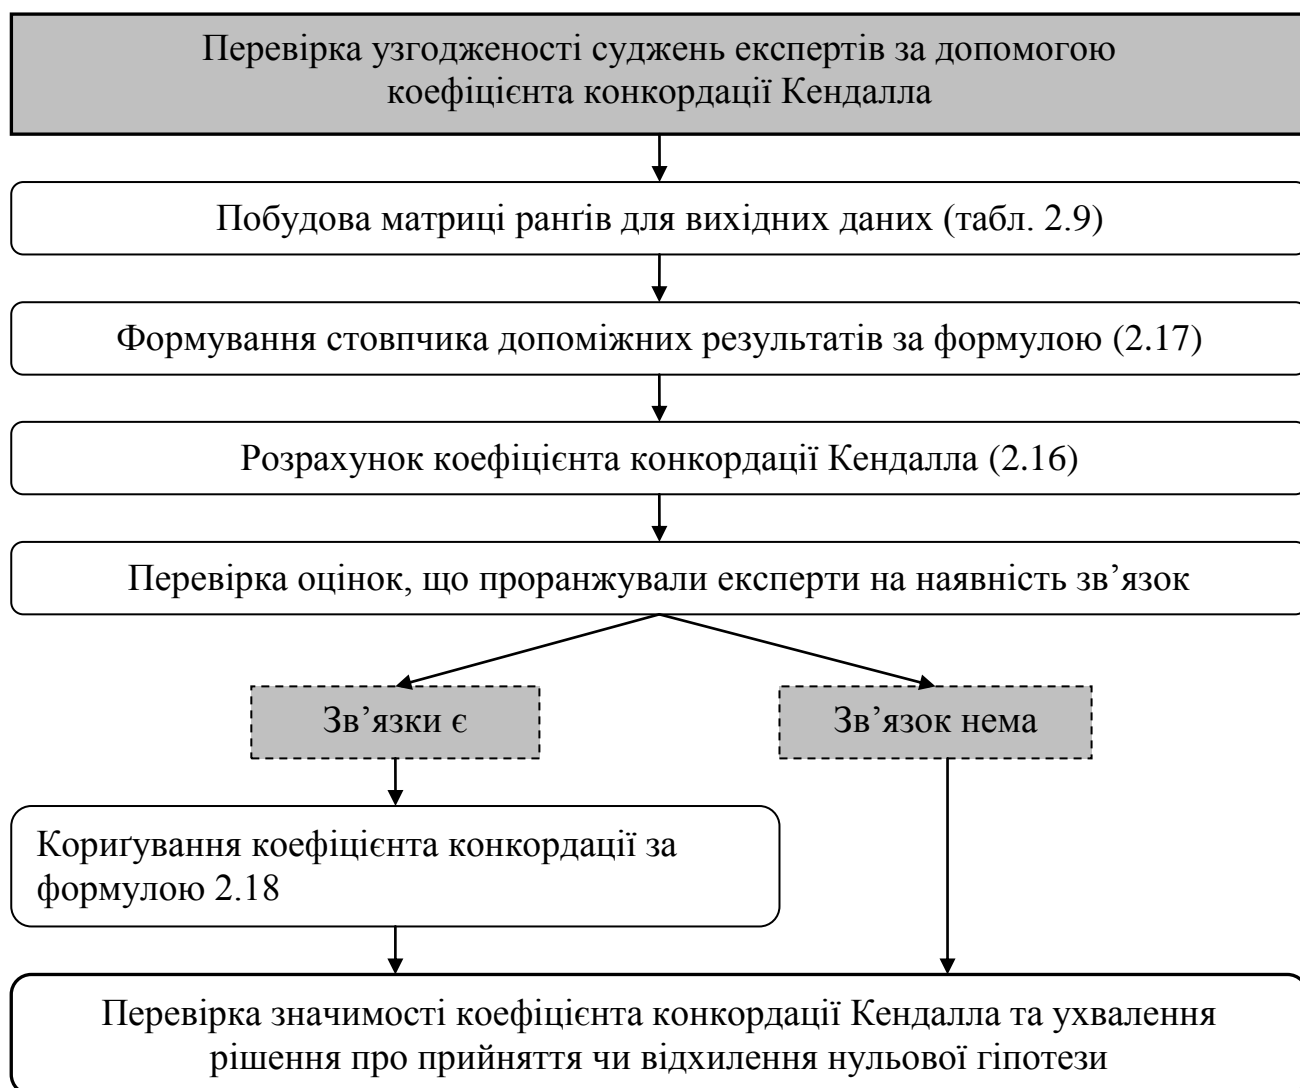 Перевірка узгодженості суджень експертів за допомогою
коефіцієнта конкордації Кендалла
Побудова матриці рангів для вихідних даних (табл. 2.9)
Формування стовпчика допоміжних результатів за формулою (2.17)
Розрахунок коефіцієнта конкордації Кендалла (2.16)
Перевірка оцінок, що проранжували експерти на наявність зв’язок
Зв’язки є
Зв’язок нема
Кориґування коефіцієнта конкордації за
формулою 2.18
Перевірка значимості коефіцієнта конкордації Кендалла та ухвалення
рішення про прийняття чи відхилення нульової гіпотези